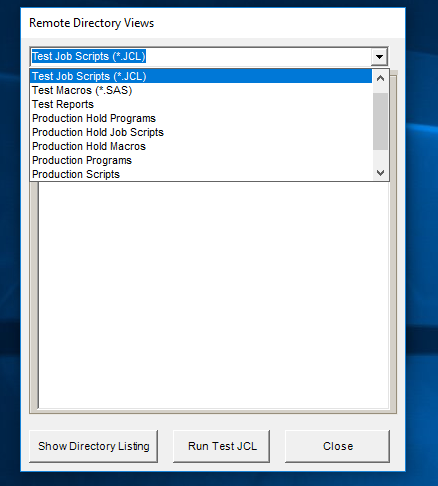 Remote Directory Views
Test Job Scripts (*.JCL)
Test Job Scripts (*.JCL)
Test Macros (*.SAS)
Test Reports
Production Hold Programs
Production Hold Job Scripts
Production Hold Macros
Production Programs
Production Scripts
Show Directory Listing
Run Test JCL
Close